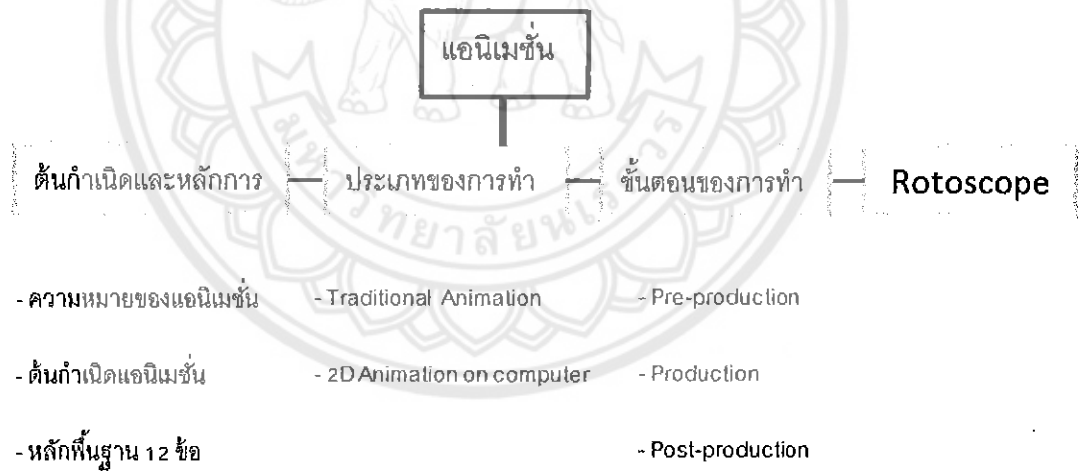 แอนิเมชั่น
ต้นกำเนิดและหลักการ
ประเภทของการทำ
ขั้นตอนของการทำ
Rotoscope
- ความหมายของแอนิเมชั่น
- Traditional Animation
- Pre-production
- ต้นกำเนิดแอนิเมชั่น
- 2D Animation on computer
- Production
- หลักพื้นฐาน 12 ข้อ
- Post-production